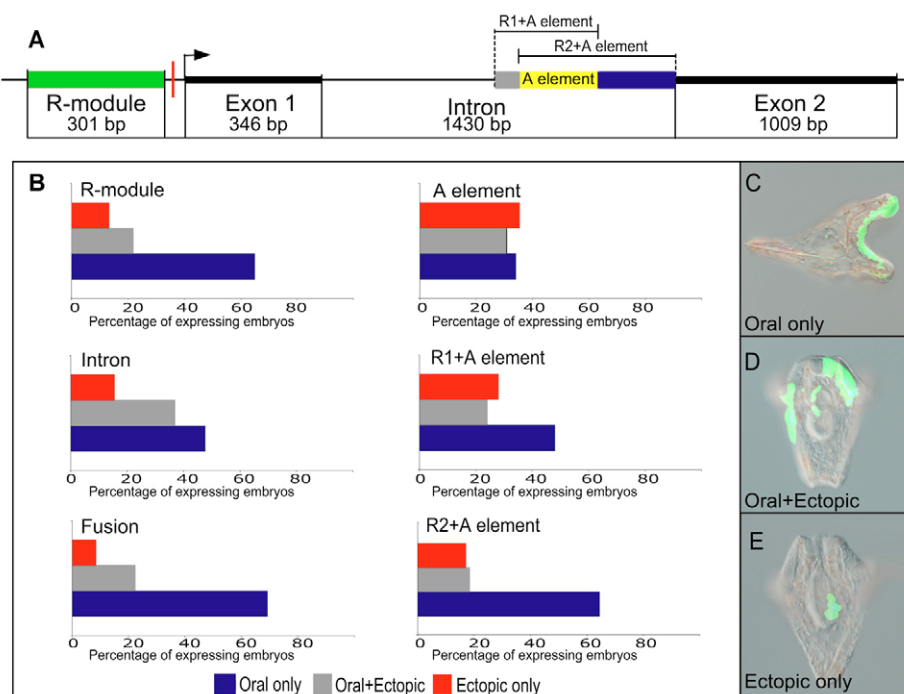 A
R1+A element
R2+A element
A element
R-module
301 bp
Exon 1
346 bp
Intron
1430 bp
Exon 2
1009 bp
B
R-module
0 20 40 60 80
Percentage of expressing embryos
A element
0 20 40 60 80
Percentage of expressing embryos
Intron
0 20 40 60 80
Percentage of expressing embryos
R1+A element
0 20 40 60 80
Percentage of expressing embryos
Fusion
0 20 40 60 80
Percentage of expressing embryos
R2+A element
0 20 40 60 80
Percentage of expressing embryos
Oral only Oral+Ectopic Ectopic only
C
Oral only
D
Oral+Ectopic
E
Ectopic only